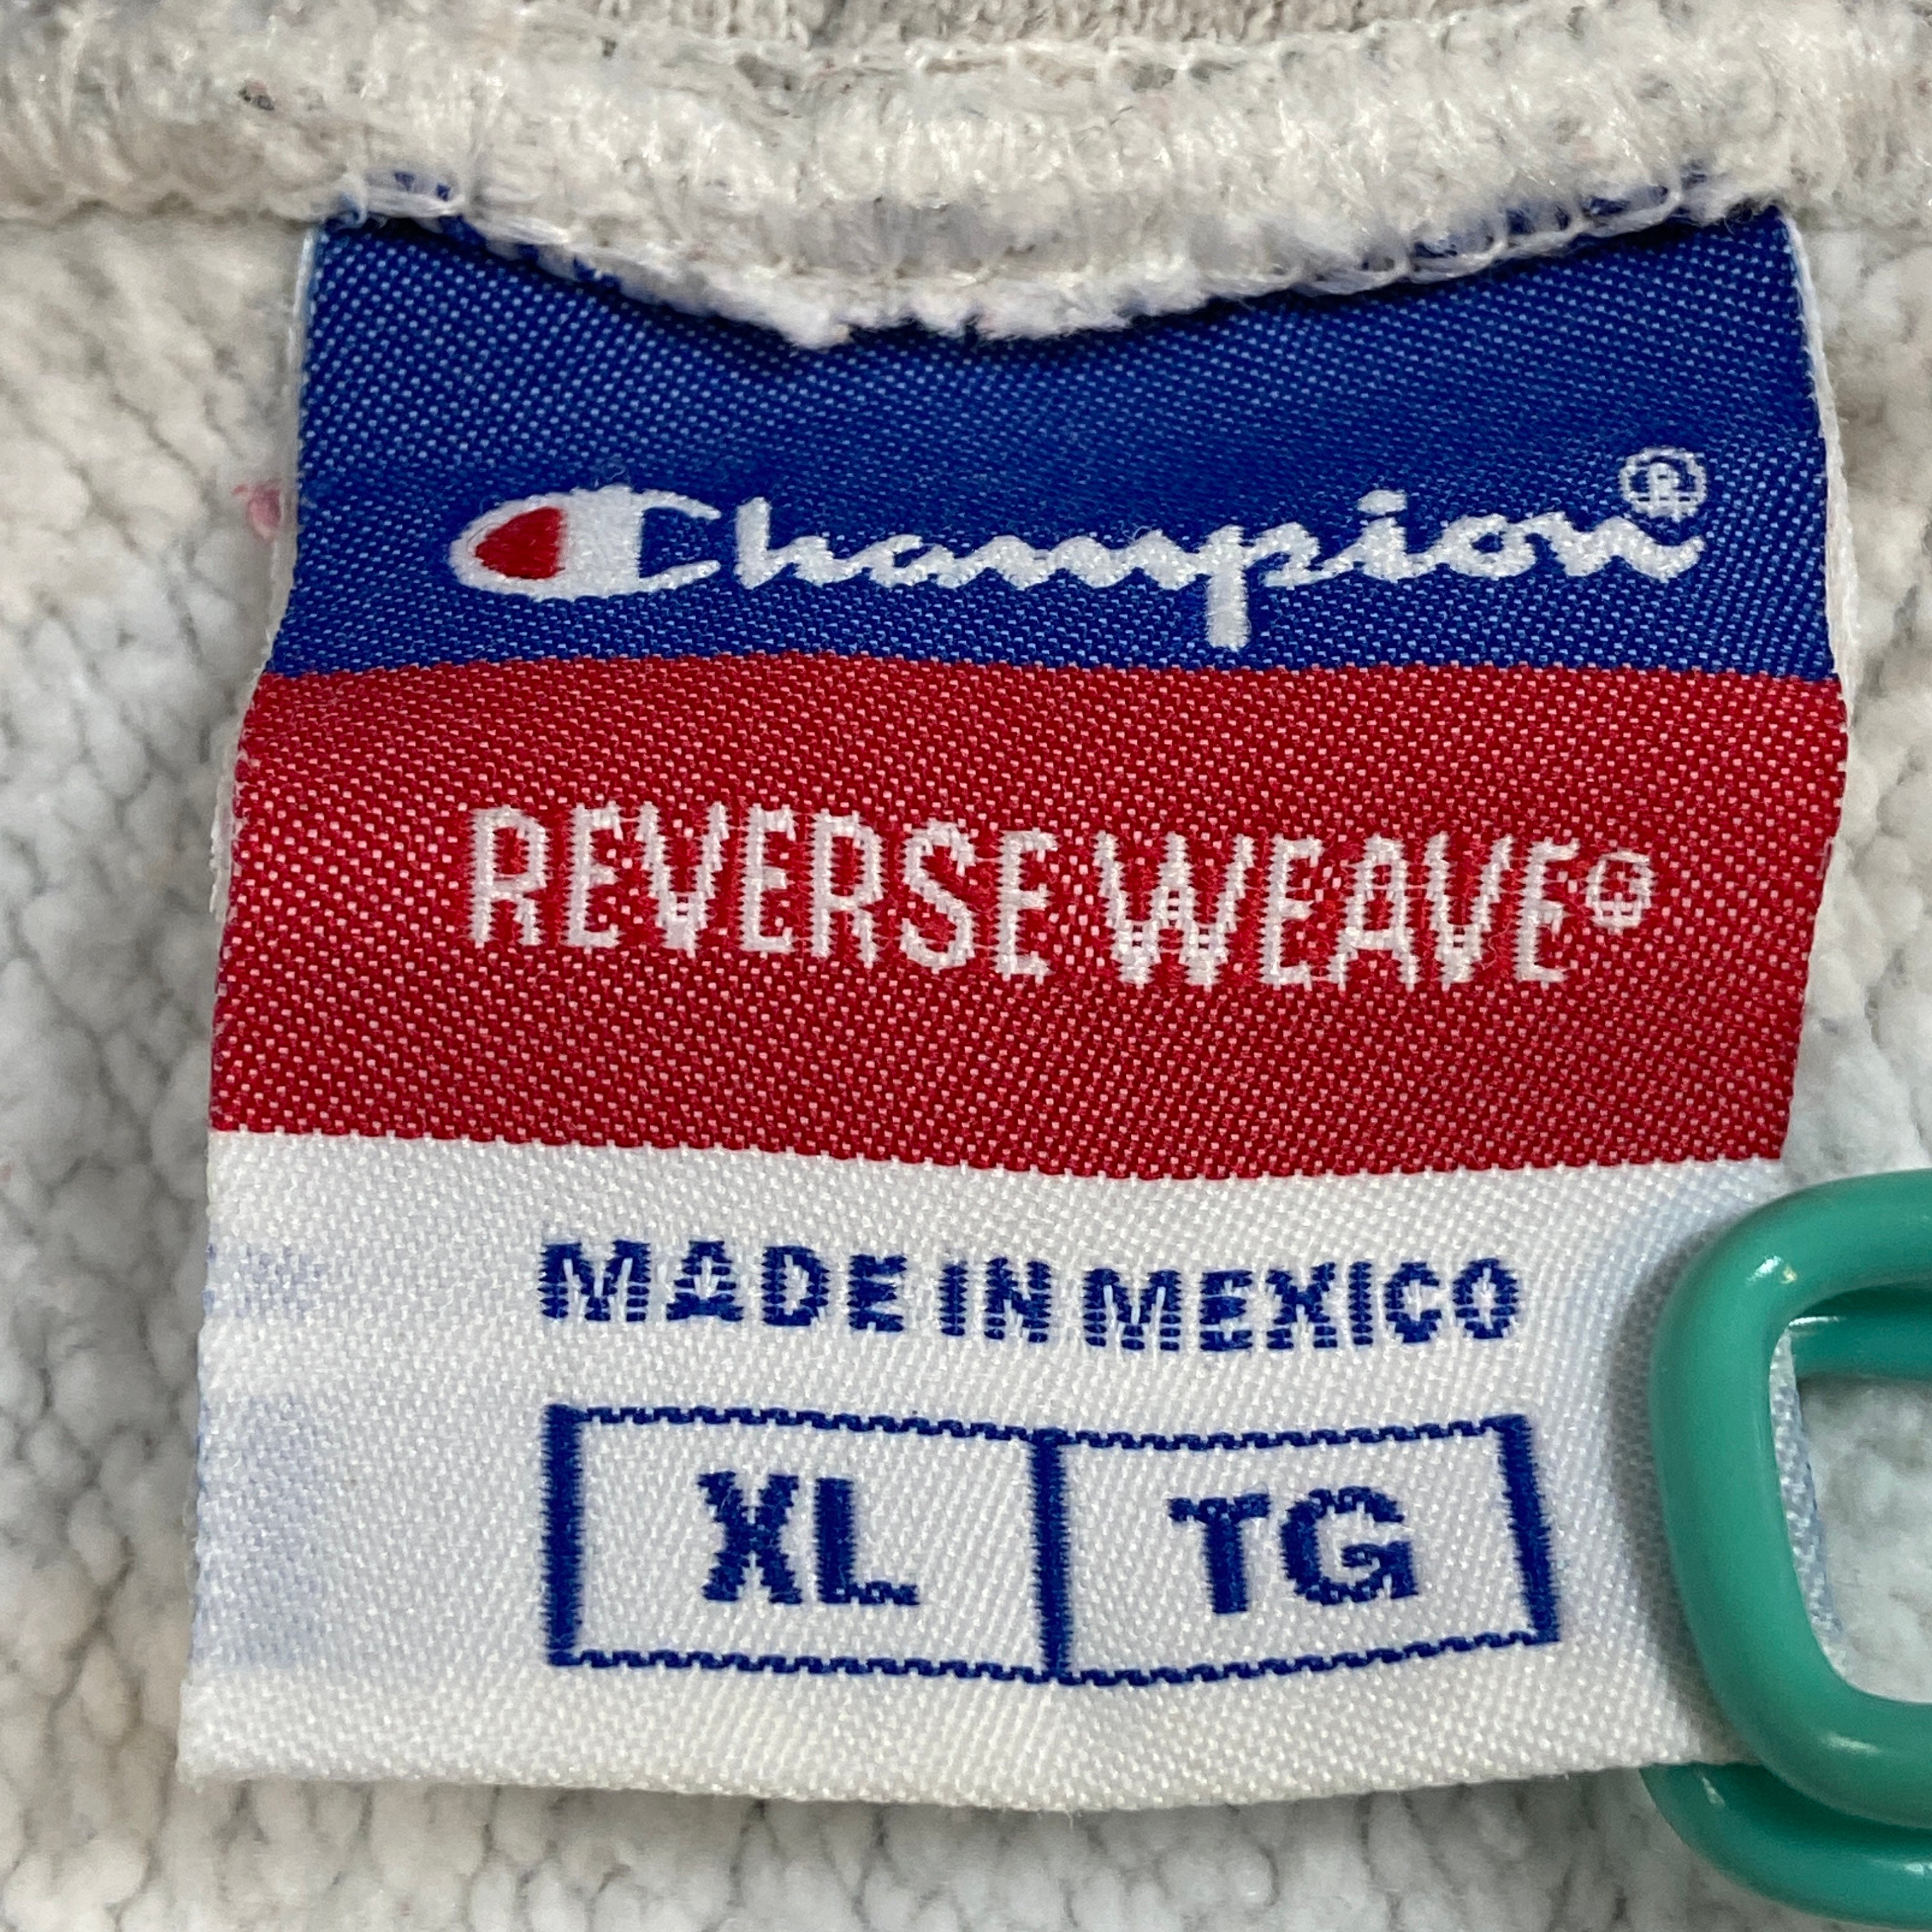 Champion®
REVERSE WEAVE®
MADE IN MEXICO
XL TG